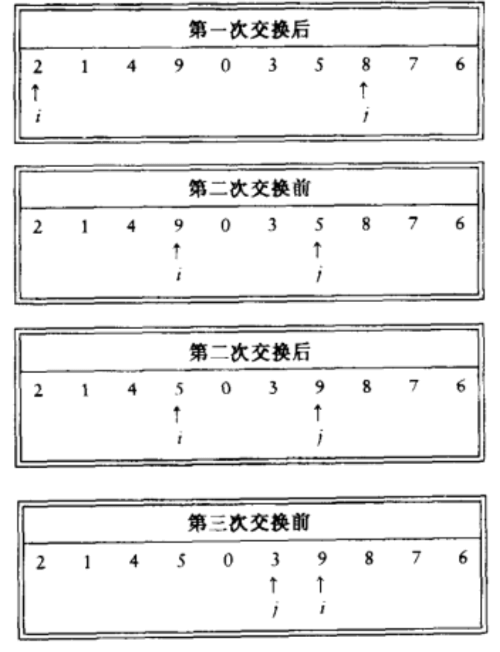 第一次交换后
2 1 4 9 0 3 5 8 7 6
↑ ↑
i j
第二次交换前
2 1 4 9 0 3 5 8 7 6
↑ ↑
i j
第二次交换后
2 1 4 5 0 3 9 8 7 6
↑ ↑
i j
第三次交换前
2 1 4 5 0 3 9 8 7 6
↑ ↑
j i